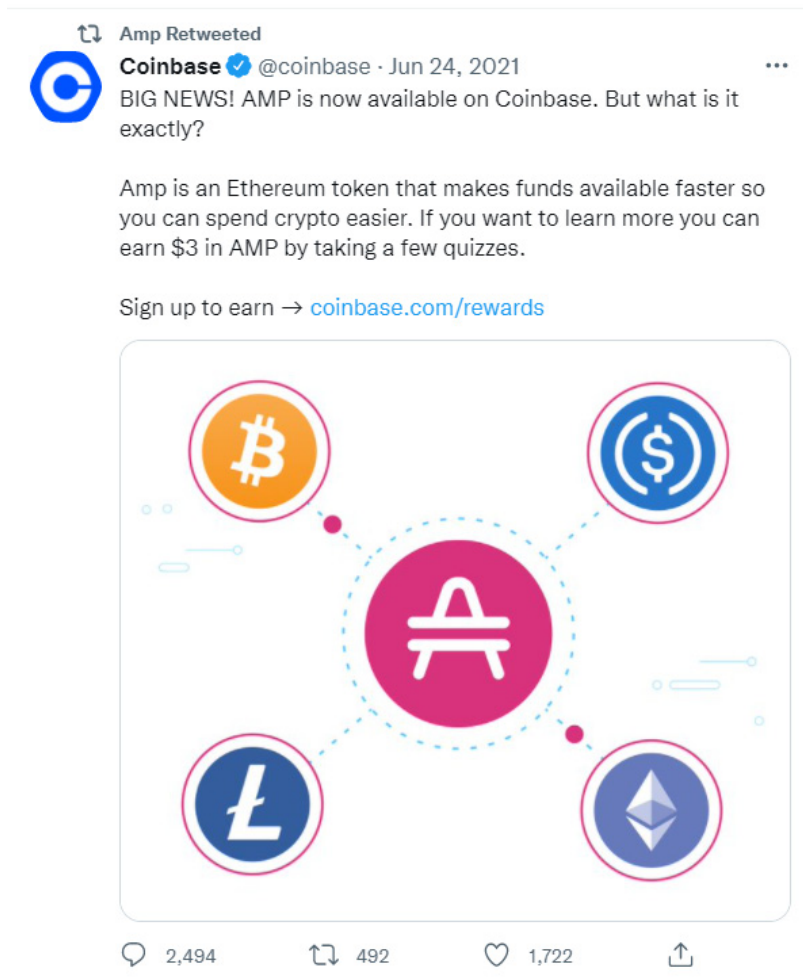 Amp Retweeted
Coinbase @coinbase · Jun 24, 2021
BIG NEWS! AMP is now available on Coinbase. But what is it
exactly?
Amp is an Ethereum token that makes funds available faster so
you can spend crypto easier. If you want to learn more you can
earn $3 in AMP by taking a few quizzes.
Sign up to earn → coinbase.com/rewards
2,494 492 1,722